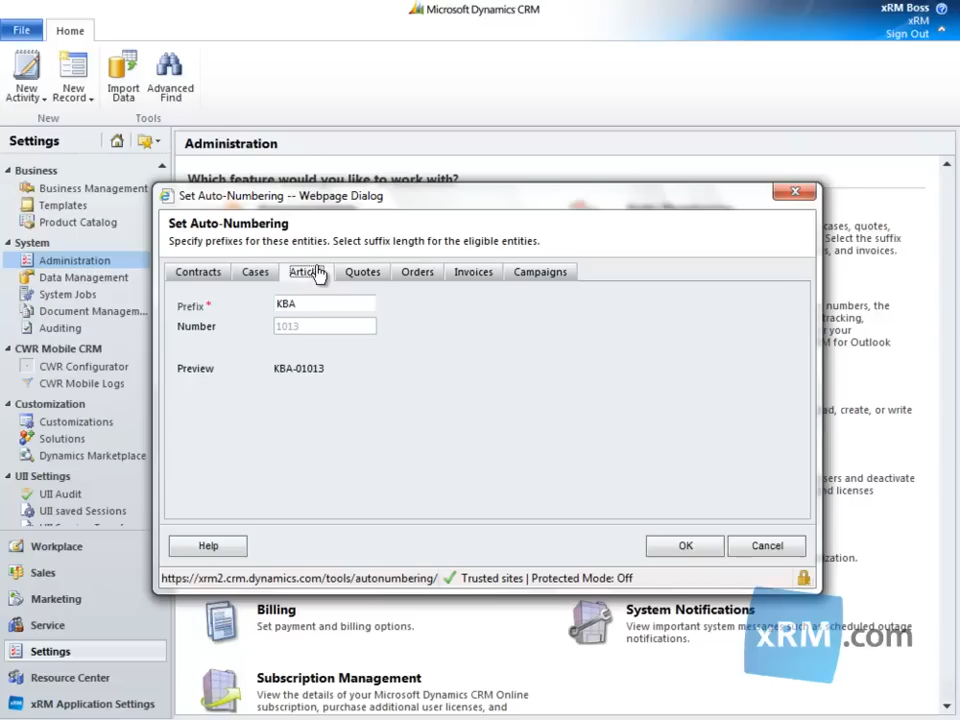 Microsoft Dynamics CRM
xRM Boss
xRM
Sign Out
File
Home
New Activity
New Record
Import Data
Advanced Find
New
Tools
Settings
Business
Business Management
Templates
Product Catalog
System
Administration
Data Management
System Jobs
Document Managem...
Auditing
CWR Mobile CRM
CWR Configurator
CWR Mobile Logs
Customization
Customizations
Solutions
Dynamics Marketplace
UII Settings
UII Audit
UII saved Sessions
Workplace
Sales
Marketing
Service
Settings
Resource Center
xRM Application Settings
Administration
Which feature would you like to work with?
Set Auto-Numbering -- Webpage Dialog
Set Auto-Numbering
Specify prefixes for these entities. Select suffix length for the eligible entities.
Contracts
Cases
Quotes
Orders
Invoices
Campaigns
Prefix *
KBA
Number
1013
Preview
KBA-01013
Help
OK
Cancel
https://xrm2.crm.dynamics.com/tools/autonumbering/
Trusted sites | Protected Mode: Off
cases, quotes,
Select the suffix
s, and invoices.
numbers, the
tracking,
r your
M for Outlook
ad, create, or write
sers and deactivate
nd licenses
ization.
Billing
Set payment and billing options.
System Notifications
View important system messages such as scheduled outage
notifications.
Subscription Management
View the details of your Microsoft Dynamics CRM Online
subscription, purchase additional user licenses, and
xRM.com